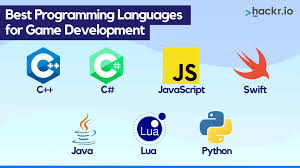 Best Programming Languages
for Game Development
hackr.io
C++
C#
JS
C++
C#
JavaScript
Swift
Lua
Java
Lua
Python